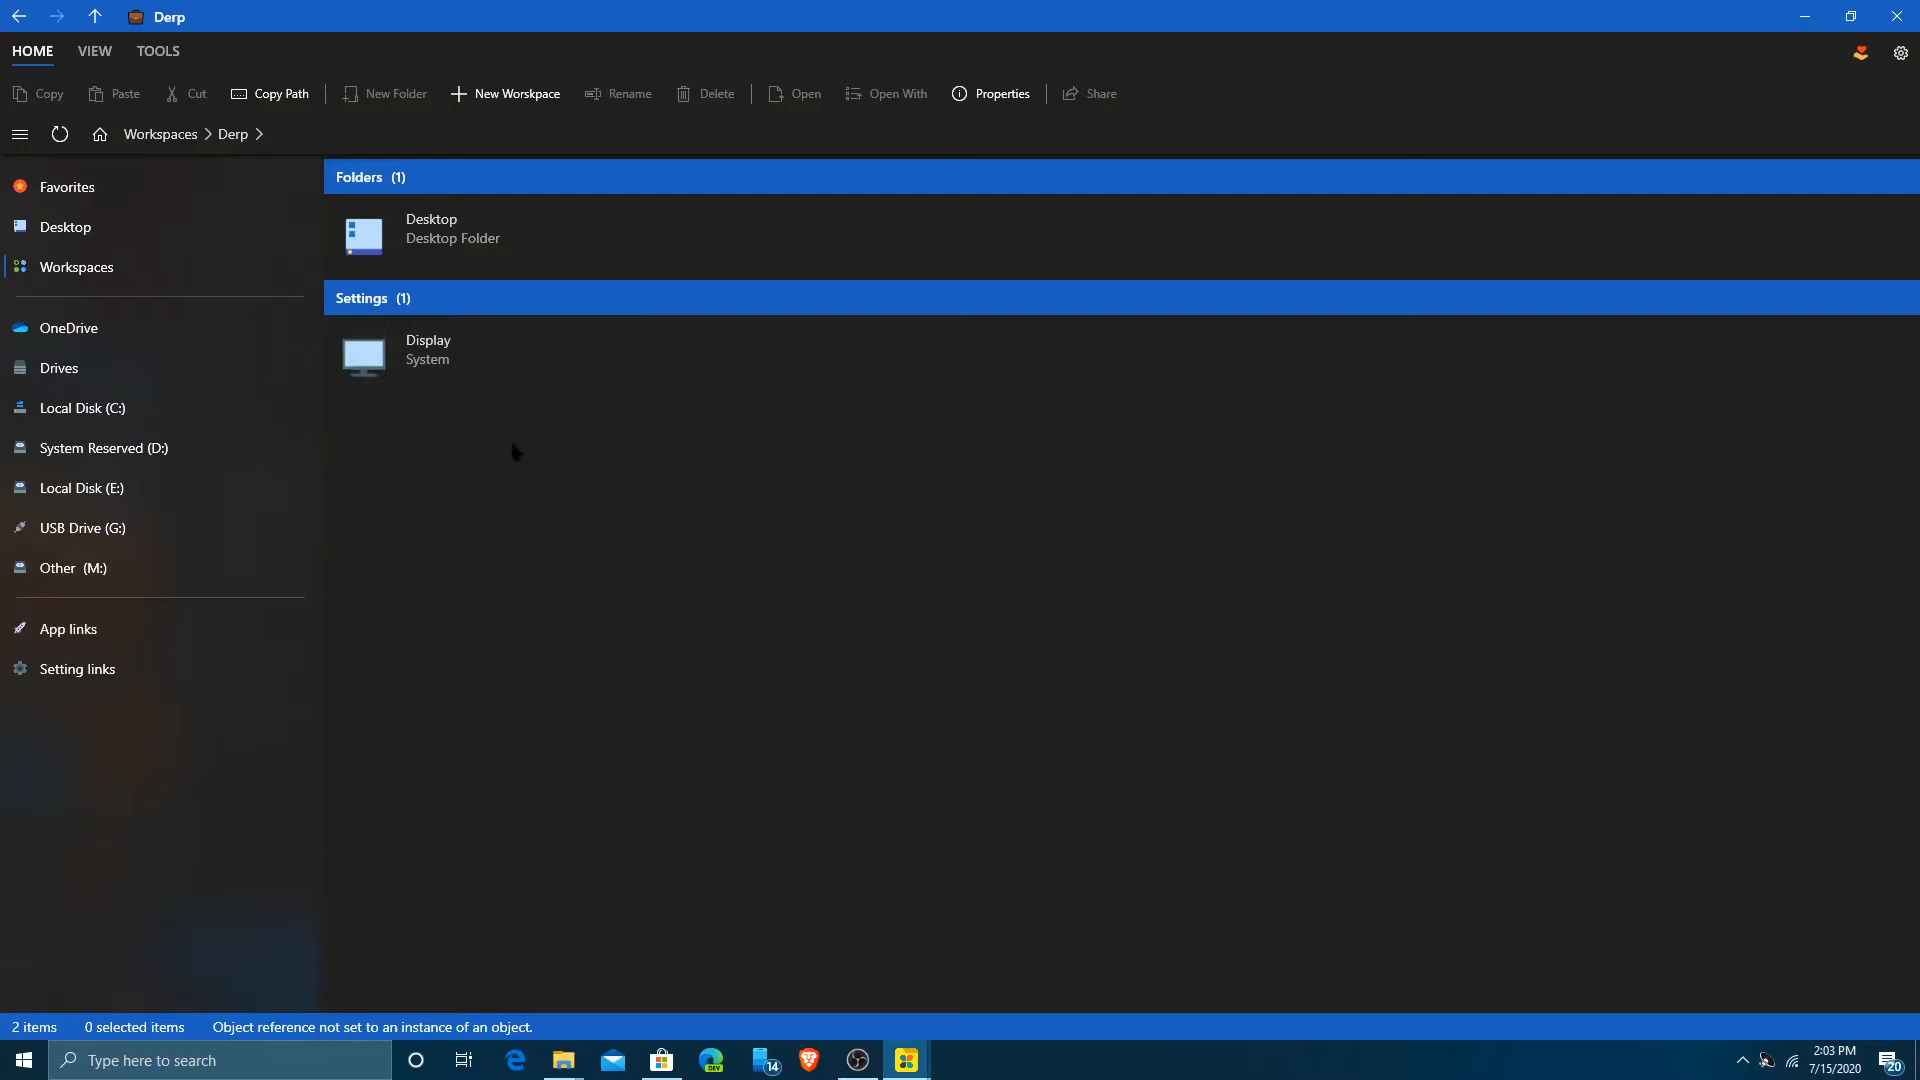 Derp
HOME VIEW TOOLS
Copy Paste Cut Copy Path New Folder New Worskpace Rename Delete Open Open With Properties Share
Workspaces Derp
Favorites
Desktop
Workspaces
OneDrive
Drives
Local Disk (C:)
System Reserved (D:)
Local Disk (E:)
USB Drive (G:)
Other (M:)
App links
Setting links
Folders (1)
Desktop
Desktop Folder
Settings (1)
Display
System
2 items 0 selected items Object reference not set to an instance of an object.
Type here to search
DEV
14
2:03 PM
7/15/2020
20